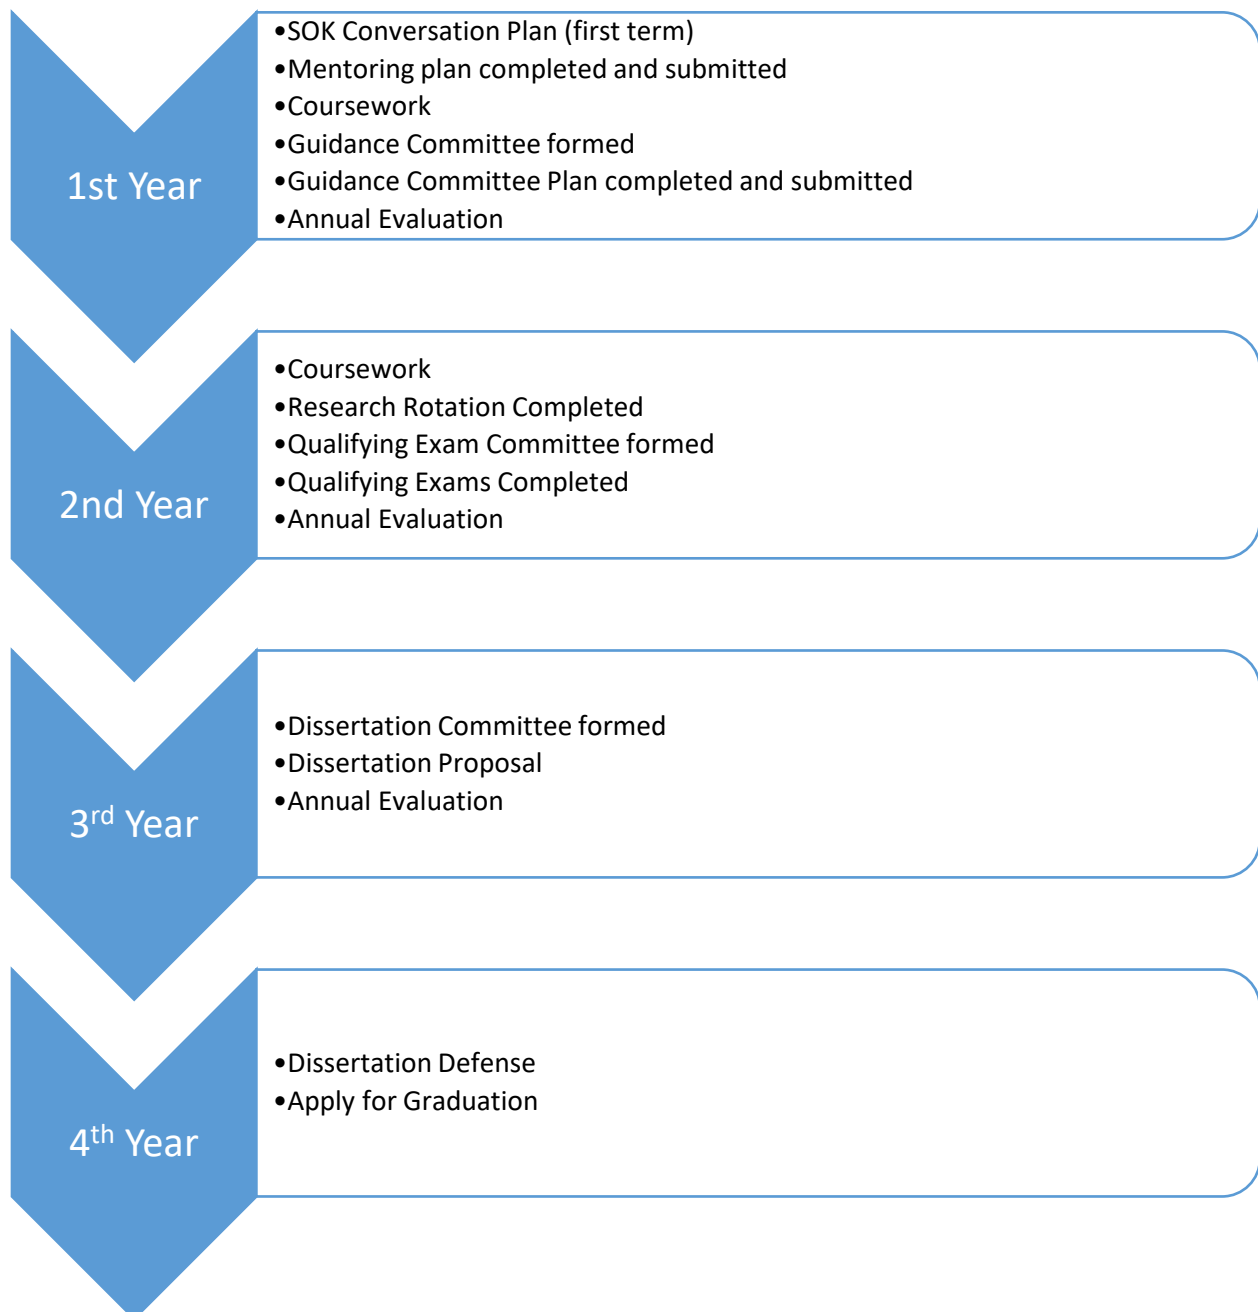 1st Year
•SOK Conversation Plan (first term)
•Mentoring plan completed and submitted
•Coursework
•Guidance Committee formed
•Guidance Committee Plan completed and submitted
•Annual Evaluation
2nd Year
•Coursework
•Research Rotation Completed
•Qualifying Exam Committee formed
•Qualifying Exams Completed
•Annual Evaluation
3rd Year
•Dissertation Committee formed
•Dissertation Proposal
•Annual Evaluation
4th Year
•Dissertation Defense
•Apply for Graduation